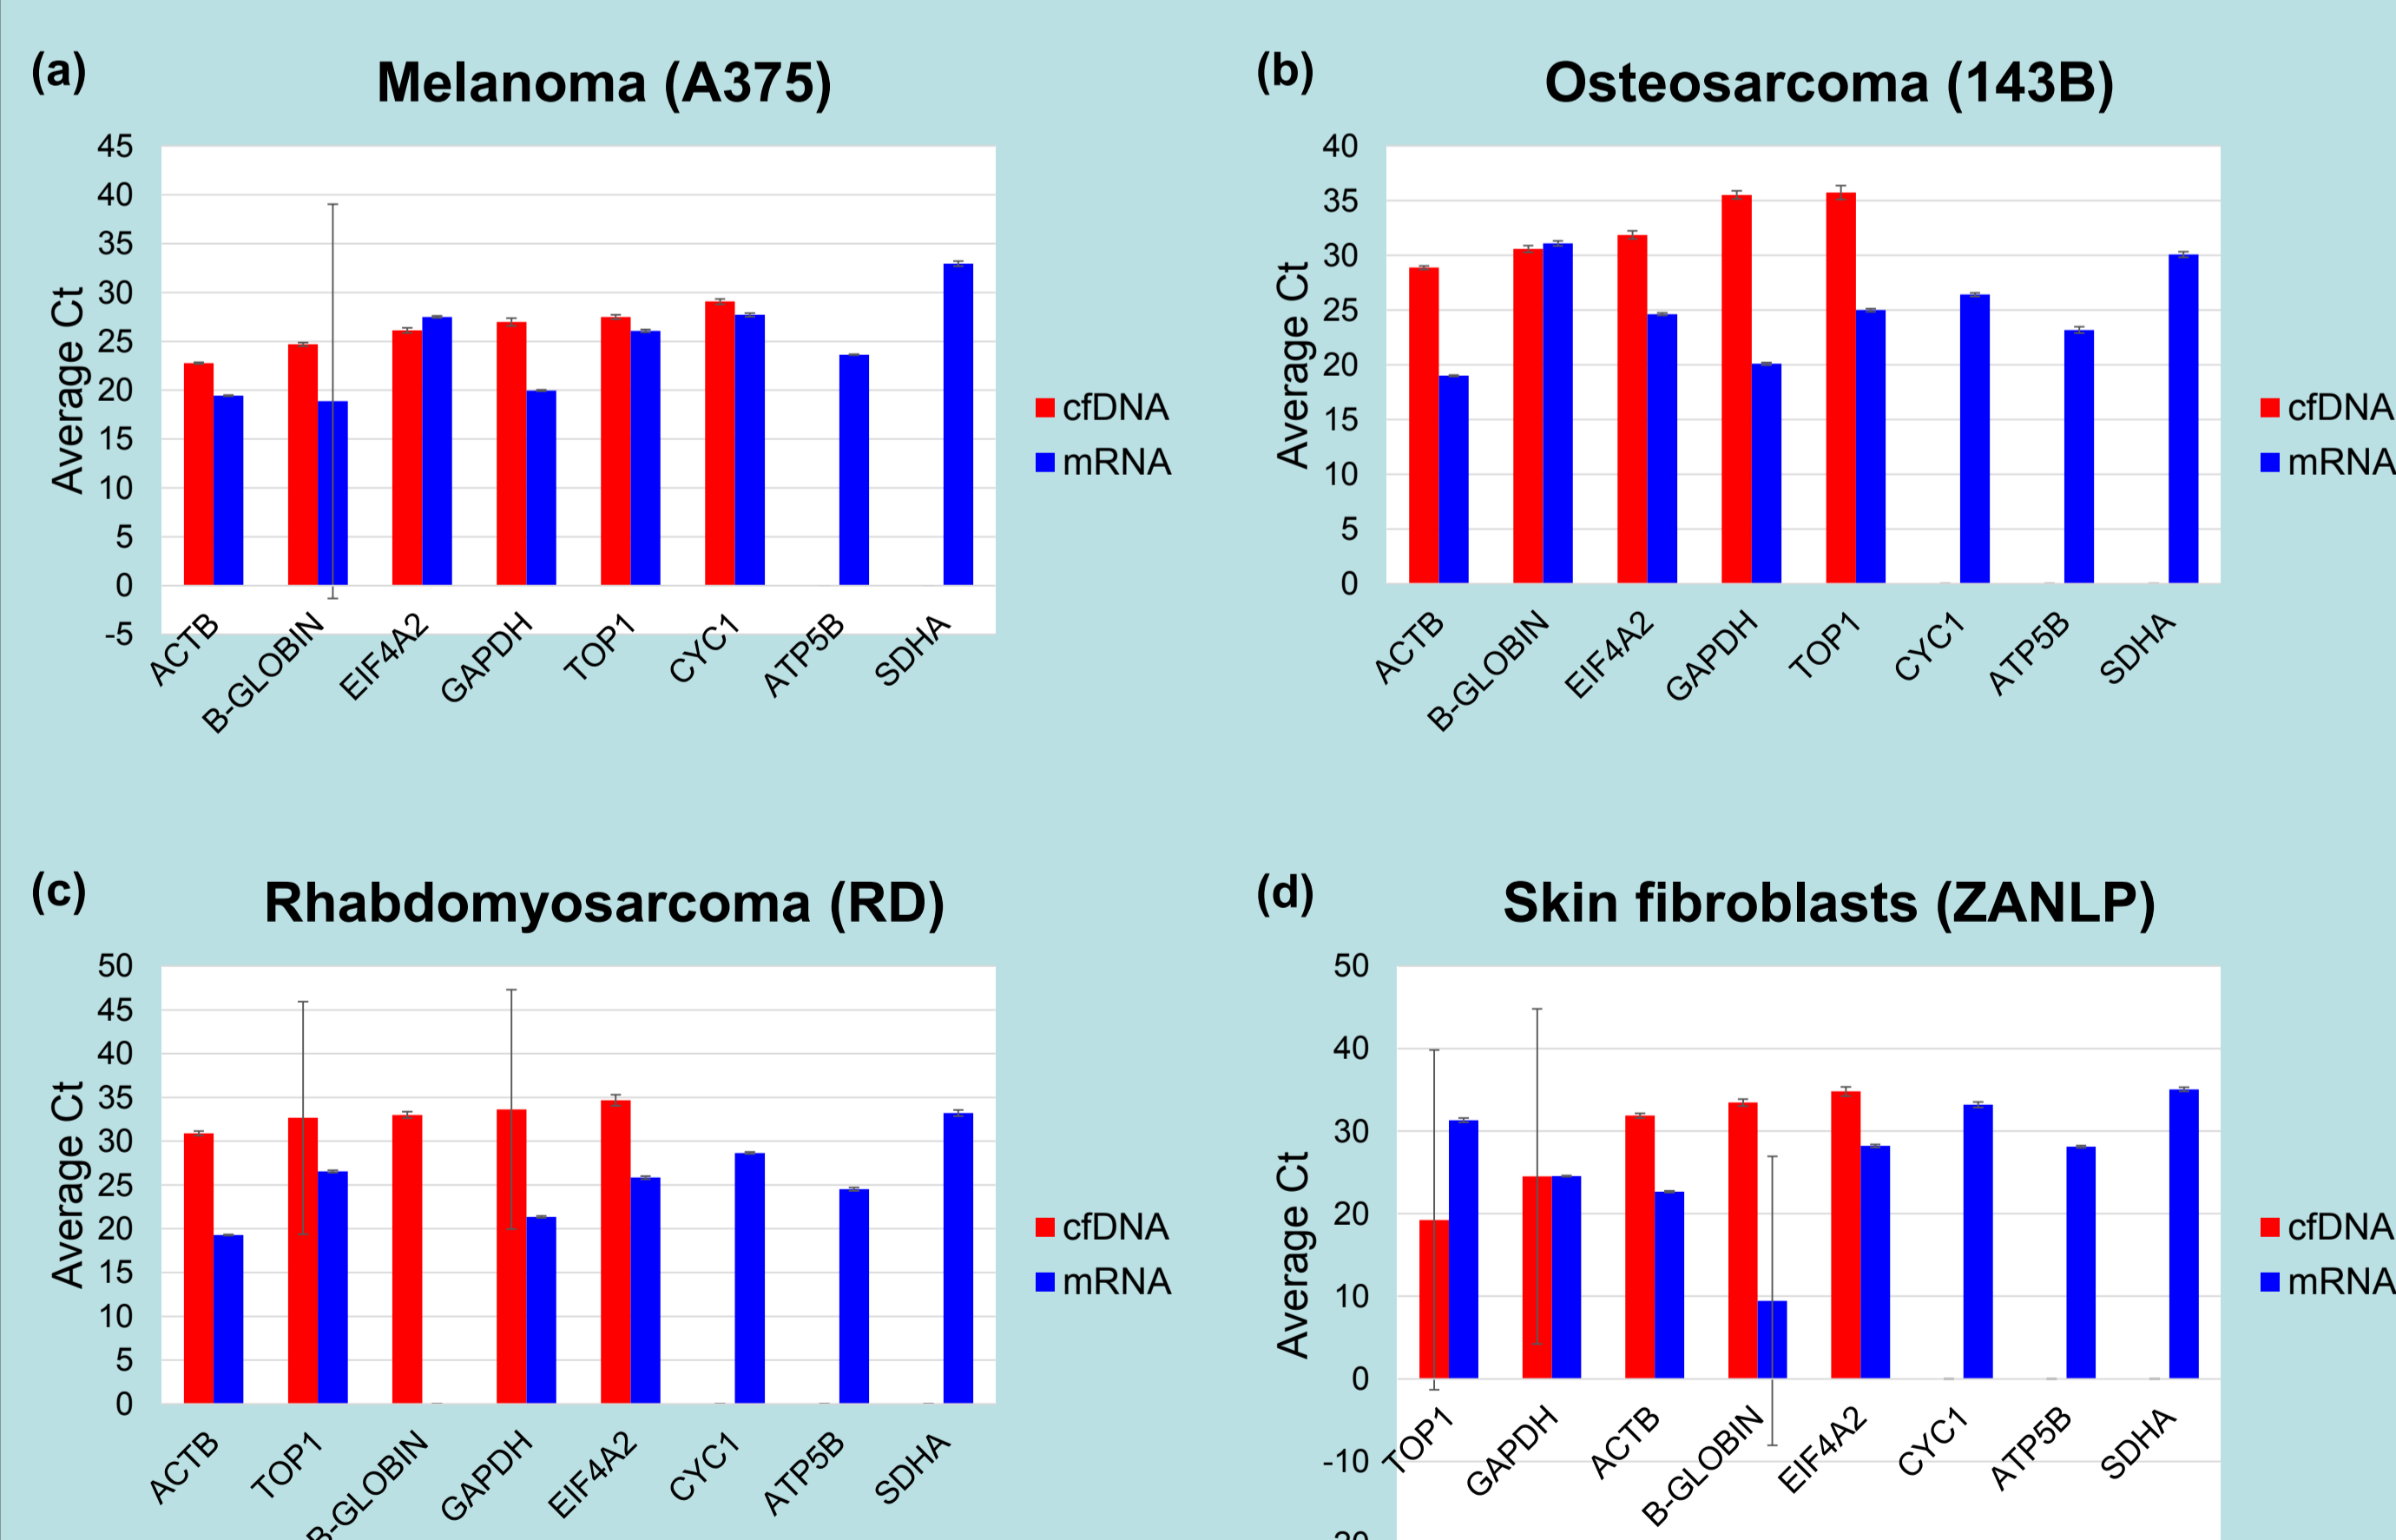 (a)
Melanoma (A375)
45
40
35
30
25
20
15
10
5
0
-5
Average Ct
ACTB
B-GLOBIN
EIF4A2
GAPDH
TOP1
CYC1
ATP5B
SDHA
cfDNA
mRNA
(b)
Osteosarcoma (143B)
40
35
30
25
20
15
10
5
0
Average Ct
ACTB
B-GLOBIN
EIF4A2
GAPDH
TOP1
CYC1
ATP5B
SDHA
cfDNA
mRNA
(c)
Rhabdomyosarcoma (RD)
50
45
40
35
30
25
20
15
10
5
0
Average Ct
ACTB
TOP1
B-GLOBIN
GAPDH
EIF4A2
CYC1
ATP5B
SDHA
cfDNA
mRNA
(d)
Skin fibroblasts (ZANLP)
50
40
30
20
10
0
-10
Average Ct
TOP1
GAPDH
ACTB
B-GLOBIN
EIF4A2
CYC1
ATP5B
SDHA
cfDNA
mRNA